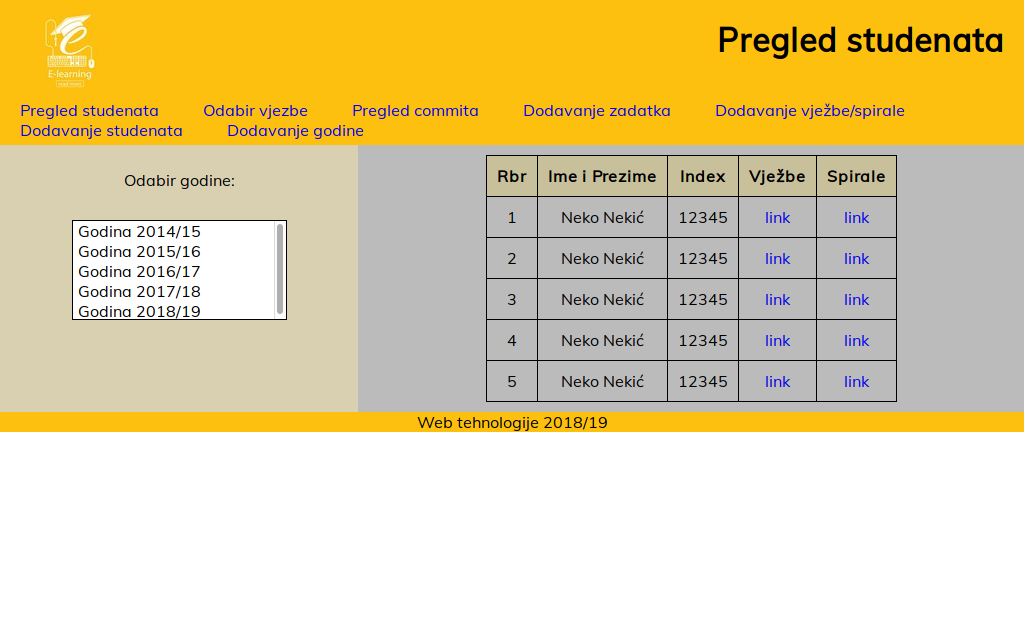 E-learning
Pregled studenata
Pregled studenata Odabir vjezbe Pregled commita Dodavanje zadatka Dodavanje vježbe/spirale
Dodavanje studenata Dodavanje godine
Odabir godine:
Godina 2014/15
Godina 2015/16
Godina 2016/17
Godina 2017/18
Godina 2018/19
Rbr Ime i Prezime Index Vježbe Spirale
1 Neko Nekić 12345 link link
2 Neko Nekić 12345 link link
3 Neko Nekić 12345 link link
4 Neko Nekić 12345 link link
5 Neko Nekić 12345 link link
Web tehnologije 2018/19